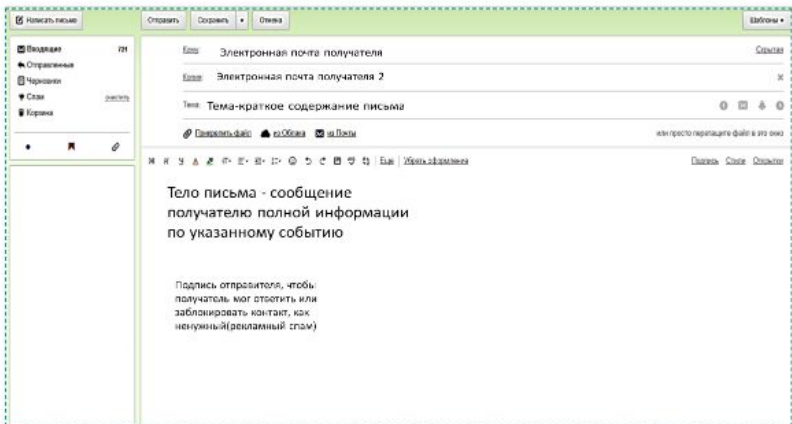 Написать письмо
Отправить Сохранить Отмена Шаблоны
Входящие 721
Отправленные
Черновики
Спам очистить
Корзина
Кому: Электронная почта получателя Скрытая
Копия: Электронная почта получателя 2
Тема: Тема-краткое содержание письма
Прикрепить файл из Облака из Почты или просто перетащите файл в это окно
Ж К Ч Еще Убрать оформление Подпись Стили Открытки
Тело письма - сообщение
получателю полной информации
по указанному событию
Подпись отправителя, чтобы
получатель мог ответить или
заблокировать контакт, как
ненужный(рекламный спам)